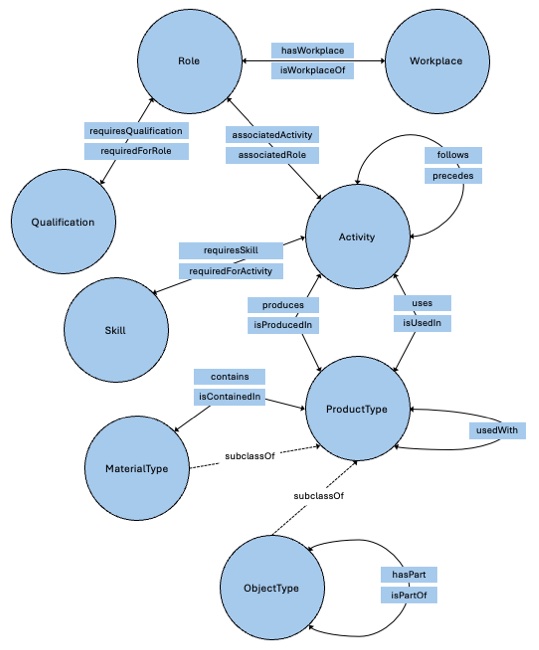 hasWorkplace
Role
Workplace
isWorkplaceOf
requiresQualification
requiredForRole
associatedActivity
associatedRole
follows
precedes
Qualification
Activity
requiresSkill
requiredForActivity
produces
isProducedIn
uses
isUsedIn
Skill
contains
isContainedIn
ProductType
usedWith
MaterialType
subclassOf
subclassOf
hasPart
isPartOf
ObjectType